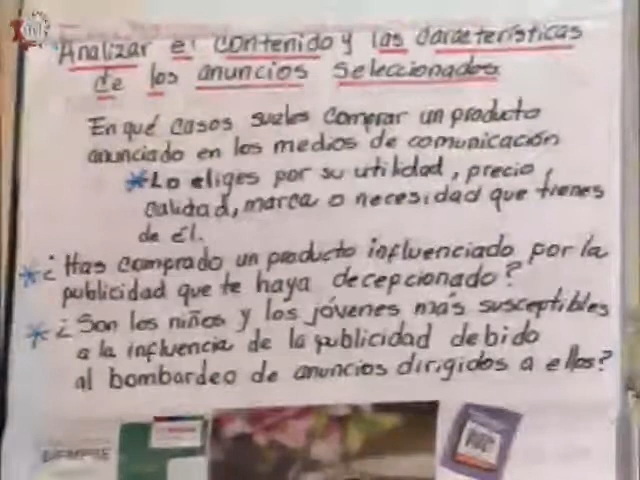 Analizar el contenido y las características
de los anuncios seleccionados
En qué casos sueles comprar un producto
anunciado en los medios de comunicación
*Lo eliges por su utilidad, precio,
calidad, marca o necesidad que tienes
de él.
*¿Has comprado un producto influenciado por la
publicidad que te haya decepcionado?
*¿Son los niños y los jóvenes más susceptibles
a la influencia de la publicidad debido
al bombardeo de anuncios dirigidos a ellos?
SIEMPRE